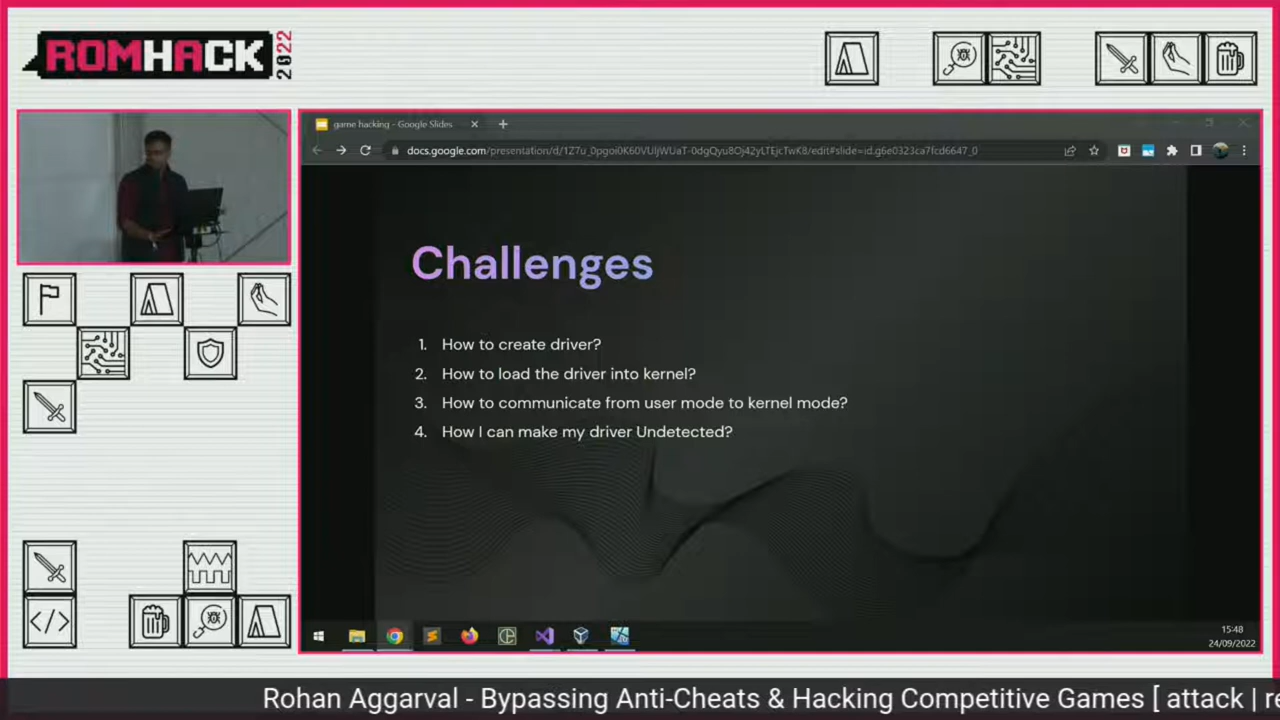 ROMHACK 2022
game hacking - Google Slides
docs.google.com/presentation/d/1Z7u_0pgoi0K60VUljWUaT-0dgQyu8Oj42yLTEjcTwK8/edit#slide=id.g6e0323ca7fcd6647_0
Challenges
1. How to create driver?
2. How to load the driver into kernel?
3. How to communicate from user mode to kernel mode?
4. How I can make my driver Undetected?
</>
15:48
24/09/2022
Rohan Aggarval - Bypassing Anti-Cheats & Hacking Competitive Games [ attack | re